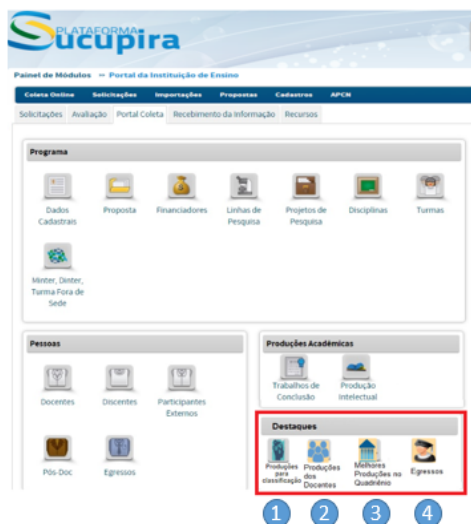 PLATAFORMA
Sucupira
Painel de Módulos → Portal da Instituição de Ensino
Coleta Online Solicitações Importações Propostas Cadastros APCN
Solicitações Avaliação Portal Coleta Recebimento da Informação Recursos
Programa
Dados Cadastrais
Proposta
Financiadores
Linhas de Pesquisa
Projetos de Pesquisa
Disciplinas
Turmas
Minter, Dinter, Turma Fora de Sede
Pessoas
Docentes
Discentes
Participantes Externos
Pós-Doc
Egressos
Produções Acadêmicas
Trabalhos de Conclusão
Produção Intelectual
Destaques
Produções para classificação
Produções dos Docentes
Melhores Produções no Quadriênio
Egressos
1 2 3 4